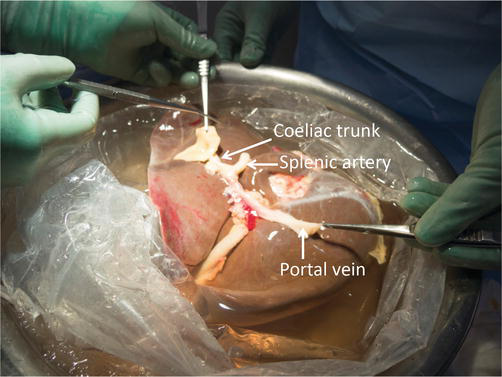 Coeliac trunk
Splenic artery
Portal vein